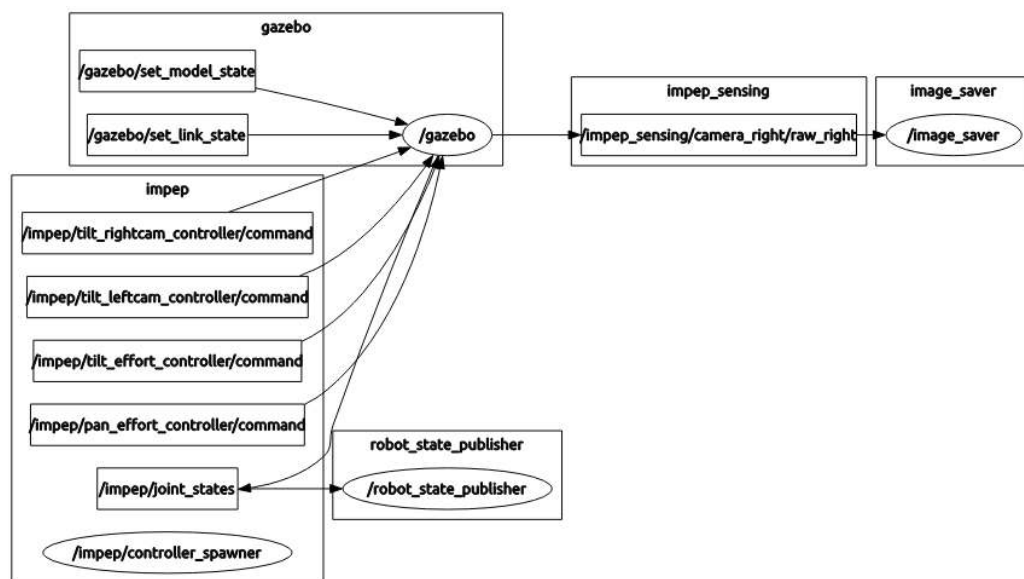 gazebo
/gazebo/set_model_state
/gazebo/set_link_state
/gazebo
impep_sensing
/impep_sensing/camera_right/raw_right
image_saver
/image_saver
impep
/impep/tilt_rightcam_controller/command
/impep/tilt_leftcam_controller/command
/impep/tilt_effort_controller/command
/impep/pan_effort_controller/command
/impep/joint_states
/impep/controller_spawner
robot_state_publisher
/robot_state_publisher